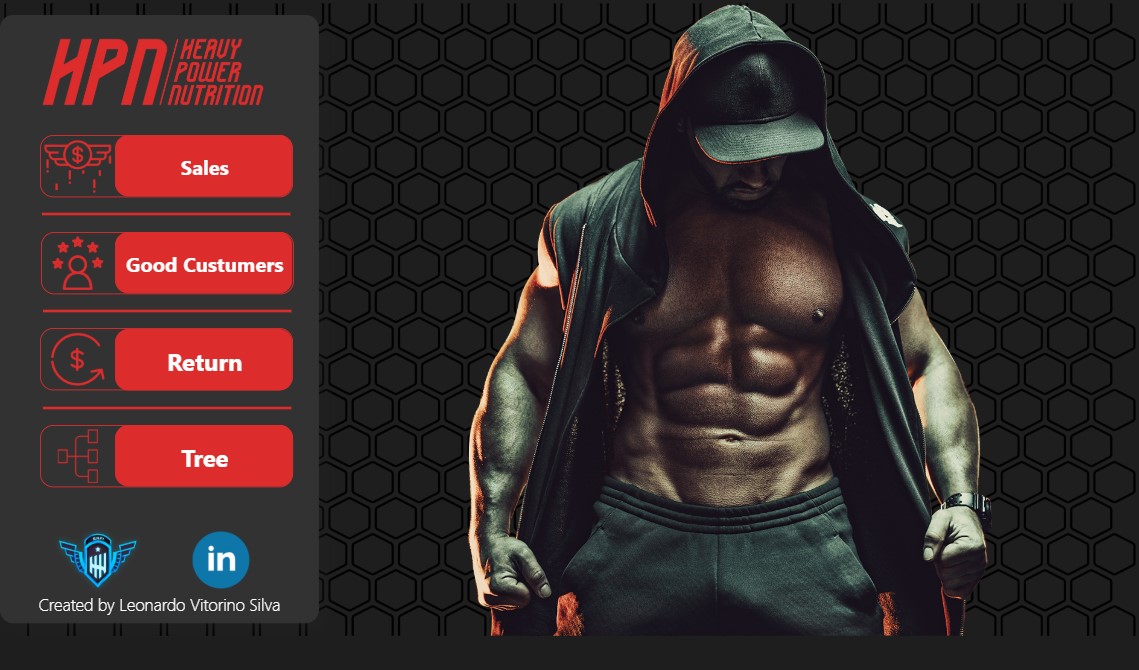 HPN
HEAVY
POWER
NUTRITION
Sales
Good Custumers
Return
Tree
in
Created by Leonardo Vitorino Silva